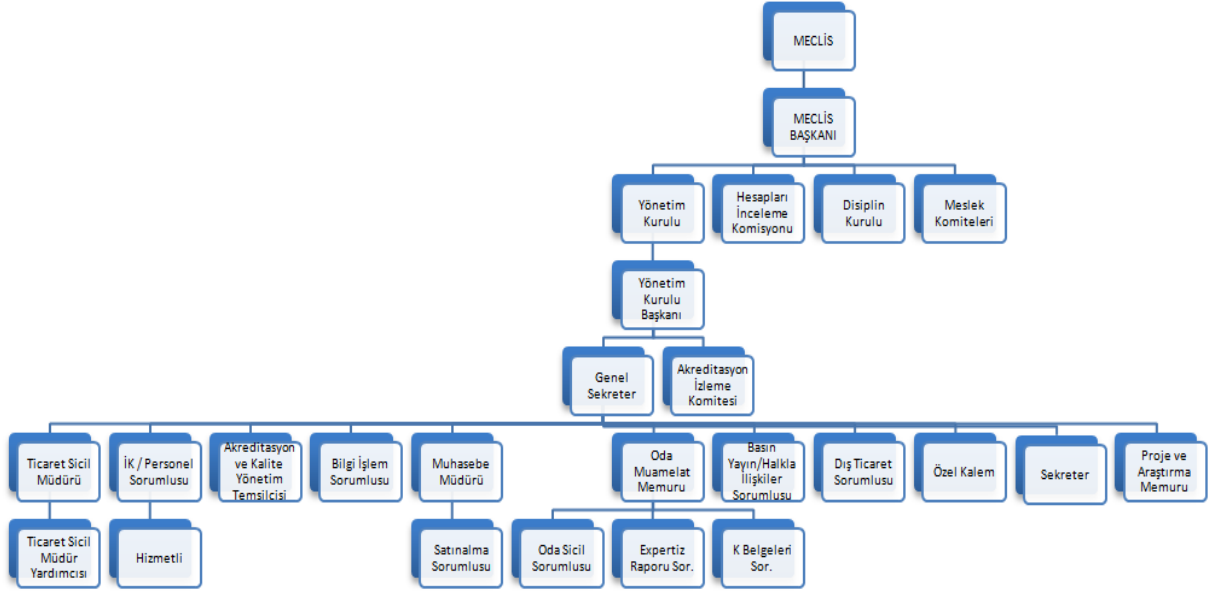 MECLİS
MECLİS
BAŞKANI
Yönetim
Kurulu
Hesapları
İnceleme
Komisyonu
Disiplin
Kurulu
Meslek
Komiteleri
Yönetim
Kurulu
Başkanı
Genel
Sekreter
Akreditasyon
İzleme
Komitesi
Ticaret Sicil
Müdürü
İK / Personel
Sorumlusu
Akreditasyon
ve Kalite
Yönetim
Temsilcisi
Bilgi İşlem
Sorumlusu
Muhasebe
Müdürü
Oda
Muamelat
Memuru
Basın
Yayın/Halkla
İlişkiler
Sorumlusu
Dış Ticaret
Sorumlusu
Özel Kalem
Sekreter
Proje ve
Araştırma
Memuru
Ticaret Sicil
Müdür
Yardımcısı
Hizmetli
Satınalma
Sorumlusu
Oda Sicil
Sorumlusu
Expertiz
Raporu Sor.
K Belgeleri
Sor.